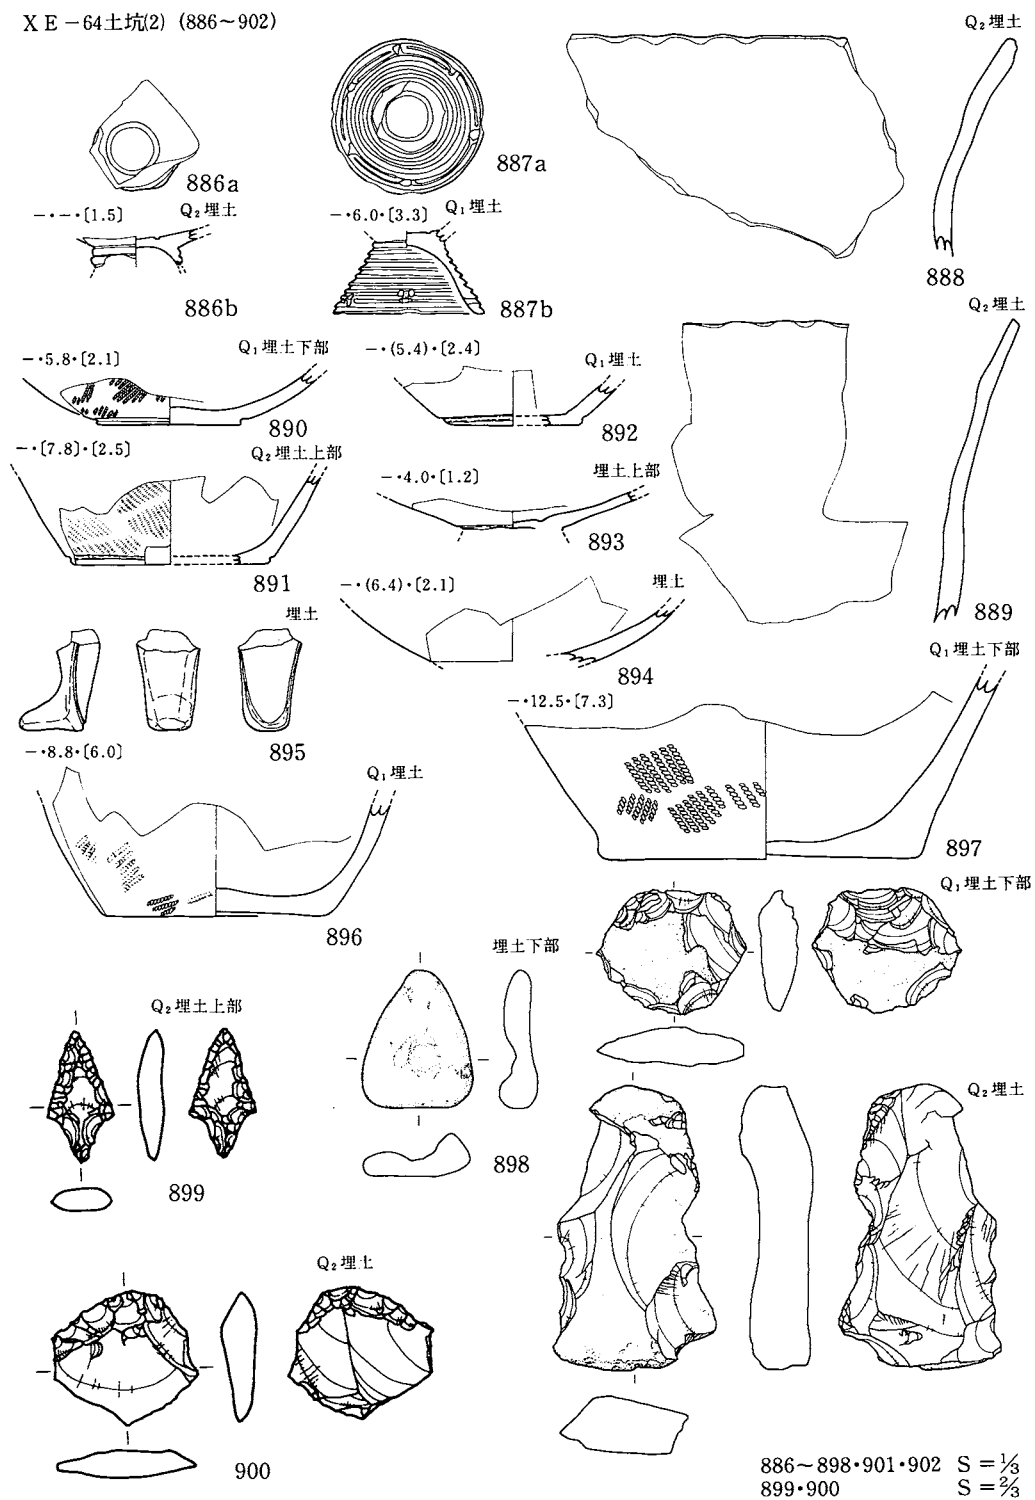 ⅩE－64土坑(2) (886～902)
886a
887a
Q₂埋土
888
－・－・〔1.5〕 Q₂埋土
886b
－・6.0・〔3.3〕 Q₁埋土
887b
Q₂埋土
889
－・5.8・〔2.1〕 Q₁埋土下部
890
－・(5.4)・〔2.4〕 Q₁埋土
892
－・〔7.8〕・〔2.5〕 Q₂埋土上部
891
－・4.0・〔1.2〕 埋土上部
893
－・(6.4)・〔2.1〕 埋土
894
埋土
895
－・12.5・〔7.3〕 Q₁埋土下部
897
－・8.8・〔6.0〕 Q₁埋土
896
Q₁埋土下部
埋土下部
898
Q₂埋土上部
899
Q₂埋土
Q₂埋土
900
886～898・901・902 S＝1/3
899・900 S＝2/3